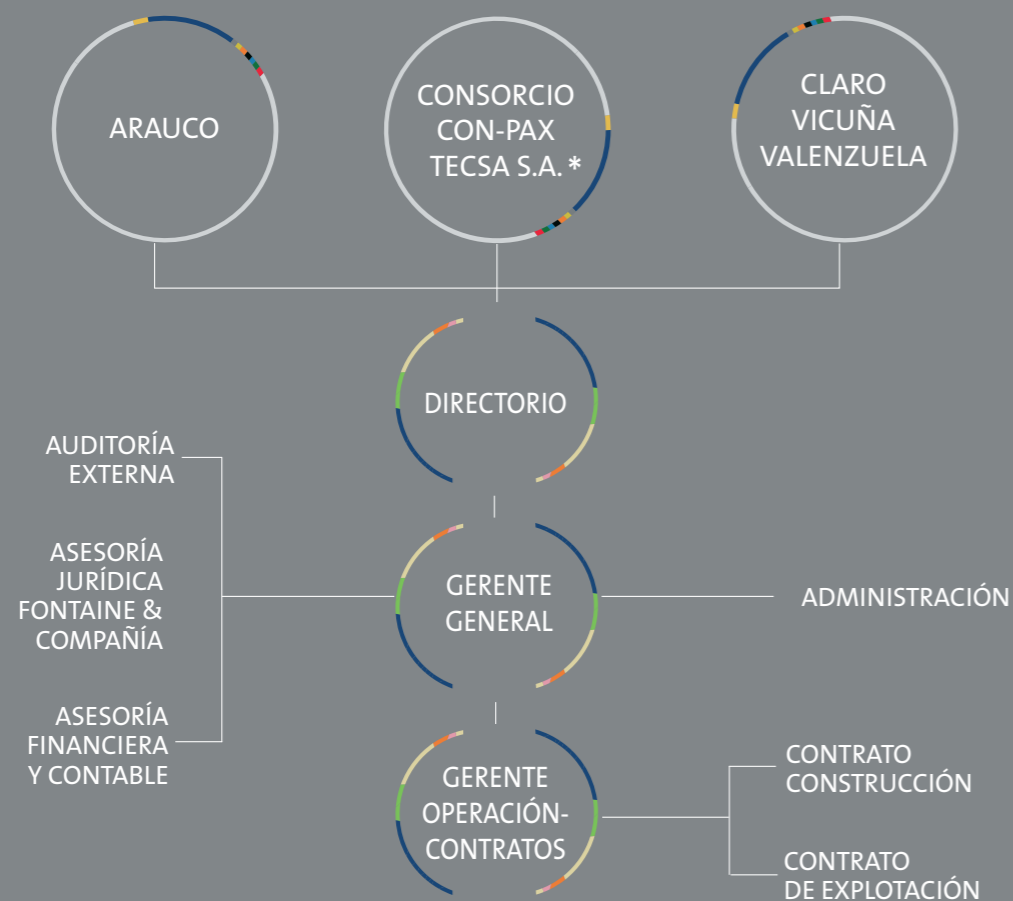 ARAUCO
CONSORCIO
CON-PAX
TECSA S.A. *
CLARO
VICUÑA
VALENZUELA
DIRECTORIO
AUDITORÍA
EXTERNA
ASESORÍA
JURÍDICA
FONTAINE &
COMPAÑÍA
ASESORÍA
FINANCIERA
Y CONTABLE
GERENTE
GENERAL
ADMINISTRACIÓN
GERENTE
OPERACIÓN-
CONTRATOS
CONTRATO
CONSTRUCCIÓN
CONTRATO
DE EXPLOTACIÓN